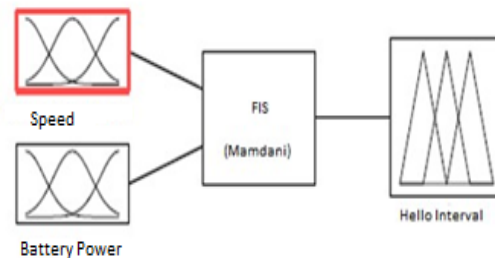 Speed
FIS
(Mamdani)
Hello Interval
Battery Power